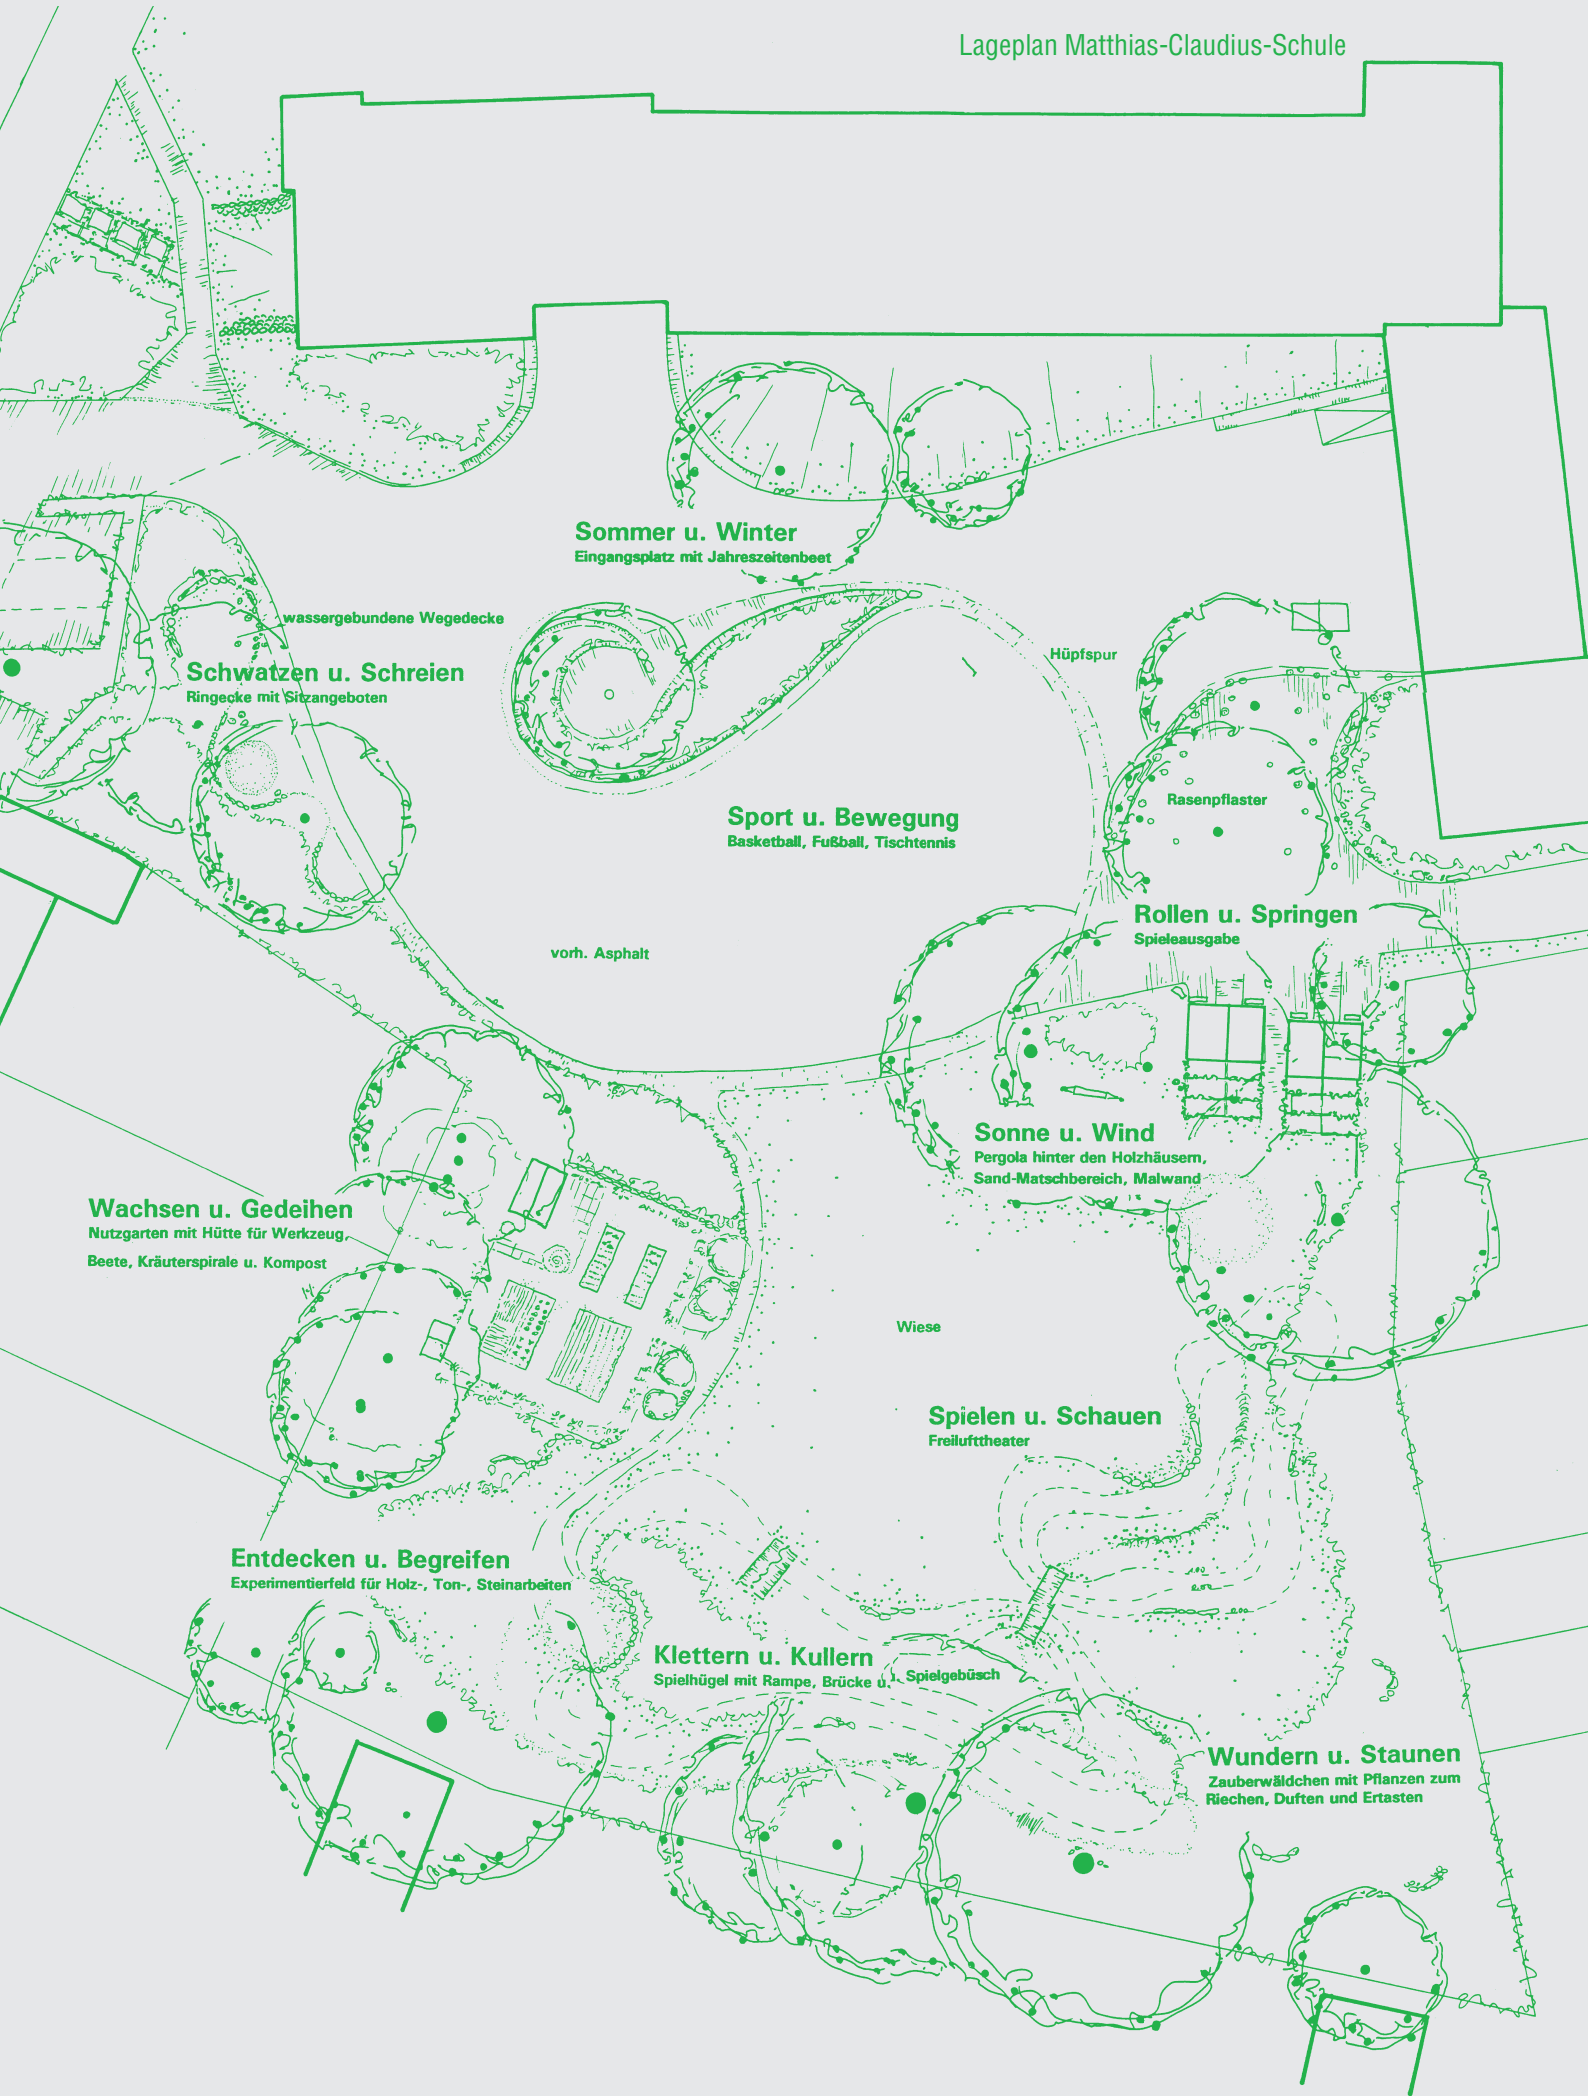 Lageplan Matthias-Claudius-Schule
Sommer u. Winter
Eingangsplatz mit Jahreszeitenbeet
wassergebundene Wegedecke
Hüpfspur
Schwatzen u. Schreien
Ringecke mit Sitzangeboten
Rasenpflaster
Sport u. Bewegung
Basketball, Fußball, Tischtennis
Rollen u. Springen
Spieleausgabe
vorh. Asphalt
Sonne u. Wind
Pergola hinter den Holzhäusern,
Sand-Matschbereich, Malwand
Wachsen u. Gedeihen
Nutzgarten mit Hütte für Werkzeug,
Beete, Kräuterspirale u. Kompost
Wiese
Spielen u. Schauen
Freilufttheater
Entdecken u. Begreifen
Experimentierfeld für Holz-, Ton-, Steinarbeiten
Klettern u. Kullern
Spielhügel mit Rampe, Brücke u. Spielgebüsch
Wundern u. Staunen
Zauberwäldchen mit Pflanzen zum
Riechen, Duften und Ertasten